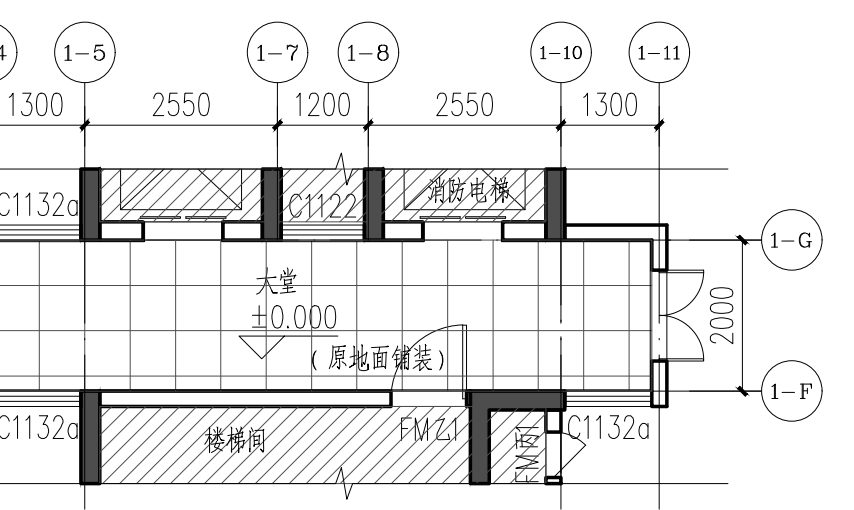 4 1-5 1-7 1-8 1-10 1-11
1300 2550 1200 2550 1300
消防电梯
C1132a C1122
1-G
大堂
±0.000
2000
(原地面铺装)
1-F
C1132a 楼梯间 FM乙1 FM丙1 C1132a